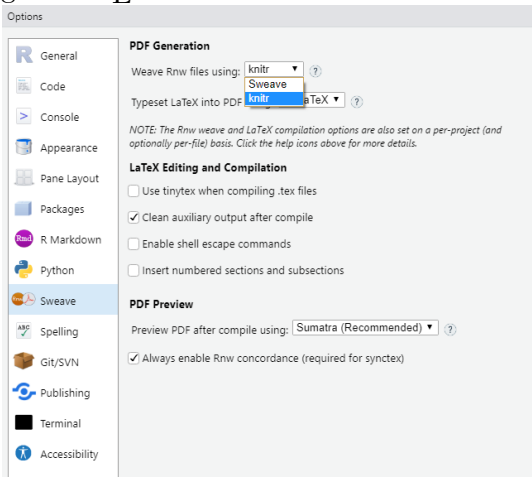 Options
General
Code
Console
Appearance
Pane Layout
Packages
Rmd R Markdown
Python
Sweave
ABC Spelling
Git/SVN
Publishing
Terminal
Accessibility
PDF Generation
Weave Rnw files using: knitr
Sweave
knitr
Typeset LaTeX into PDF aTeX
NOTE: The Rnw weave and LaTeX compilation options are also set on a per-project (and
optionally per-file) basis. Click the help icons above for more details.
LaTeX Editing and Compilation
Use tinytex when compiling .tex files
Clean auxiliary output after compile
Enable shell escape commands
Insert numbered sections and subsections
PDF Preview
Preview PDF after compile using: Sumatra (Recommended)
Always enable Rnw concordance (required for synctex)